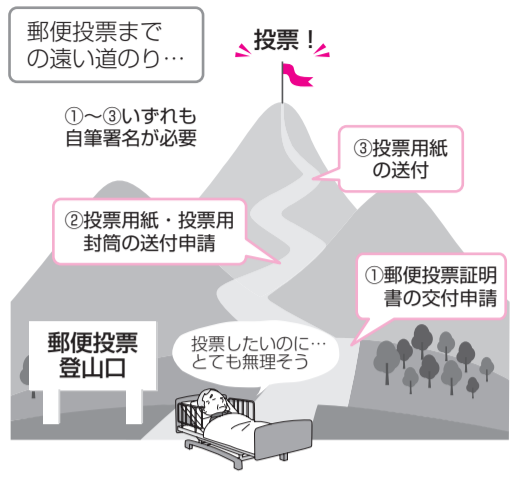 郵便投票まで
の遠い道のり…
投票！
①〜③いずれも
自筆署名が必要
③投票用紙
の送付
②投票用紙・投票用
封筒の送付申請
①郵便投票証明
書の交付申請
郵便投票
登山口
投票したいのに…
とても無理そう